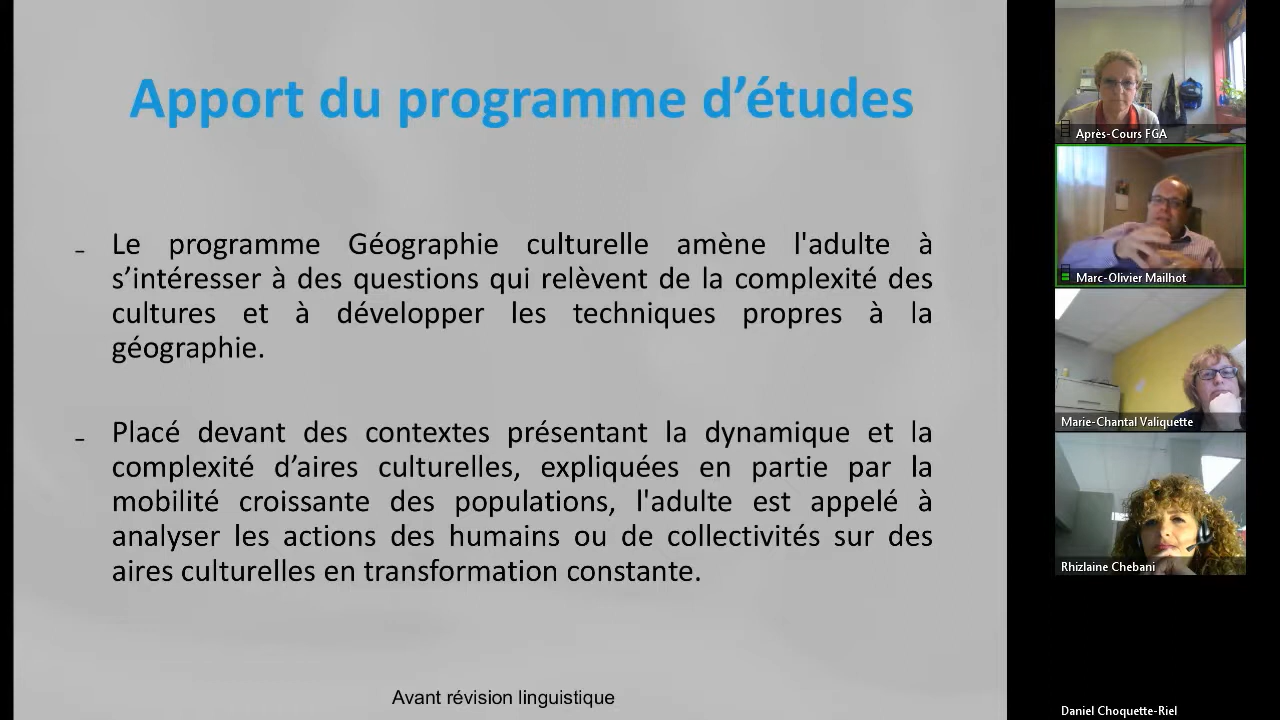 Apport du programme d’études
- Le programme Géographie culturelle amène l'adulte à
s’intéresser à des questions qui relèvent de la complexité des
cultures et à développer les techniques propres à la
géographie.
- Placé devant des contextes présentant la dynamique et la
complexité d’aires culturelles, expliquées en partie par la
mobilité croissante des populations, l'adulte est appelé à
analyser les actions des humains ou de collectivités sur des
aires culturelles en transformation constante.
Avant révision linguistique
Après-Cours FGA
Marc-Olivier Mailhot
Marie-Chantal Valiquette
Rhizlaine Chebani
Daniel Choquette-Riel